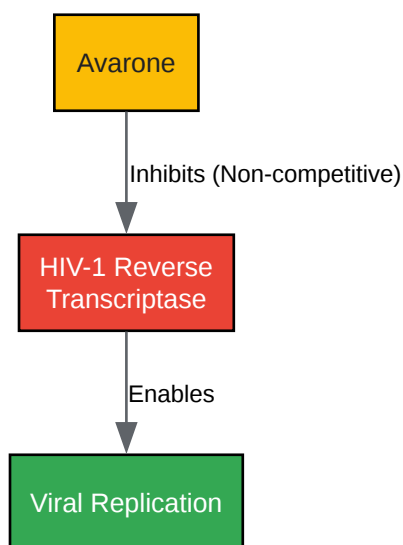 Avarone
Inhibits (Non-competitive)
HIV-1 Reverse
Transcriptase
Enables
Viral Replication